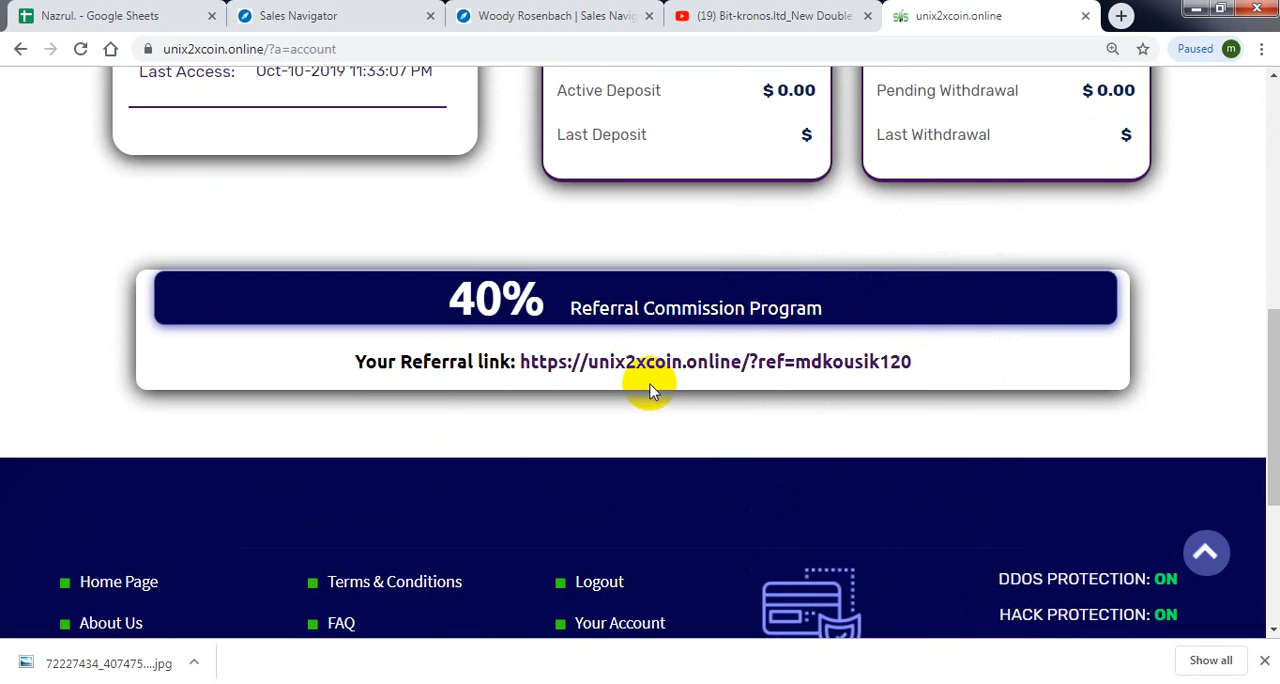 Nazrul. - Google Sheets
Sales Navigator
Woody Rosenbach | Sales Navig
(19) Bit-kronos.ltd_New Double
unix2xcoin.online
unix2xcoin.online/?a=account
Paused
m
Last Access: Oct-10-2019 11:33:07 PM
Active Deposit $ 0.00
Last Deposit $
Pending Withdrawal $ 0.00
Last Withdrawal $
40% Referral Commission Program
Your Referral link: https://unix2xcoin.online/?ref=mdkousik120
Home Page
Terms & Conditions
Logout
DDOS PROTECTION: ON
About Us
FAQ
Your Account
HACK PROTECTION: ON
72227434_407475....jpg
Show all